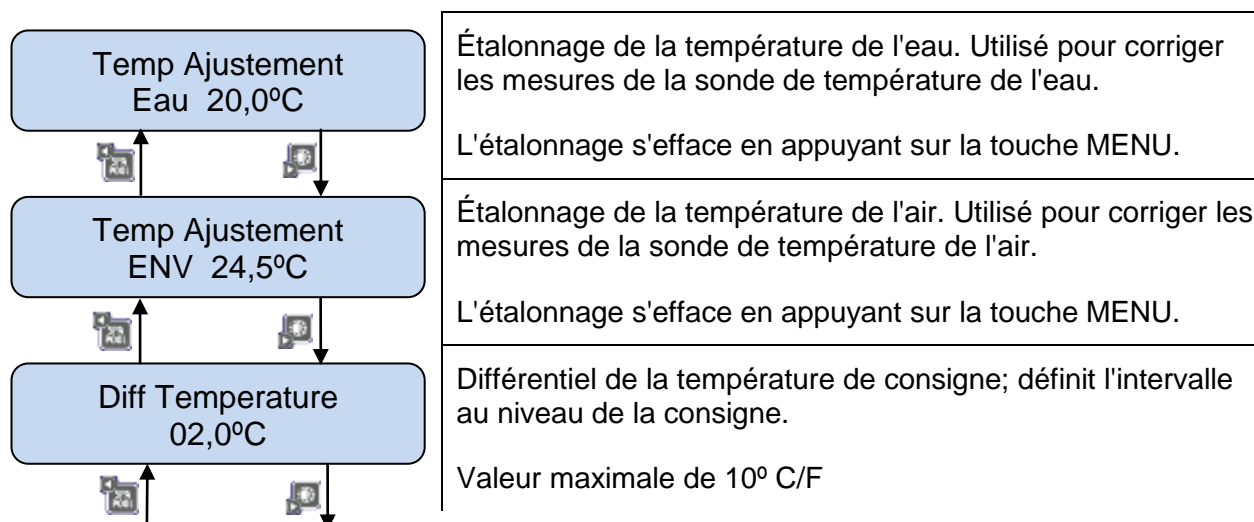 Temp Ajustement
Eau 20,0ºC
Étalonnage de la température de l'eau. Utilisé pour corriger
les mesures de la sonde de température de l'eau.
L'étalonnage s'efface en appuyant sur la touche MENU.
Temp Ajustement
ENV 24,5ºC
Étalonnage de la température de l'air. Utilisé pour corriger les
mesures de la sonde de température de l'air.
L'étalonnage s'efface en appuyant sur la touche MENU.
Diff Temperature
02,0ºC
Différentiel de la température de consigne; définit l'intervalle
au niveau de la consigne.
Valeur maximale de 10º C/F